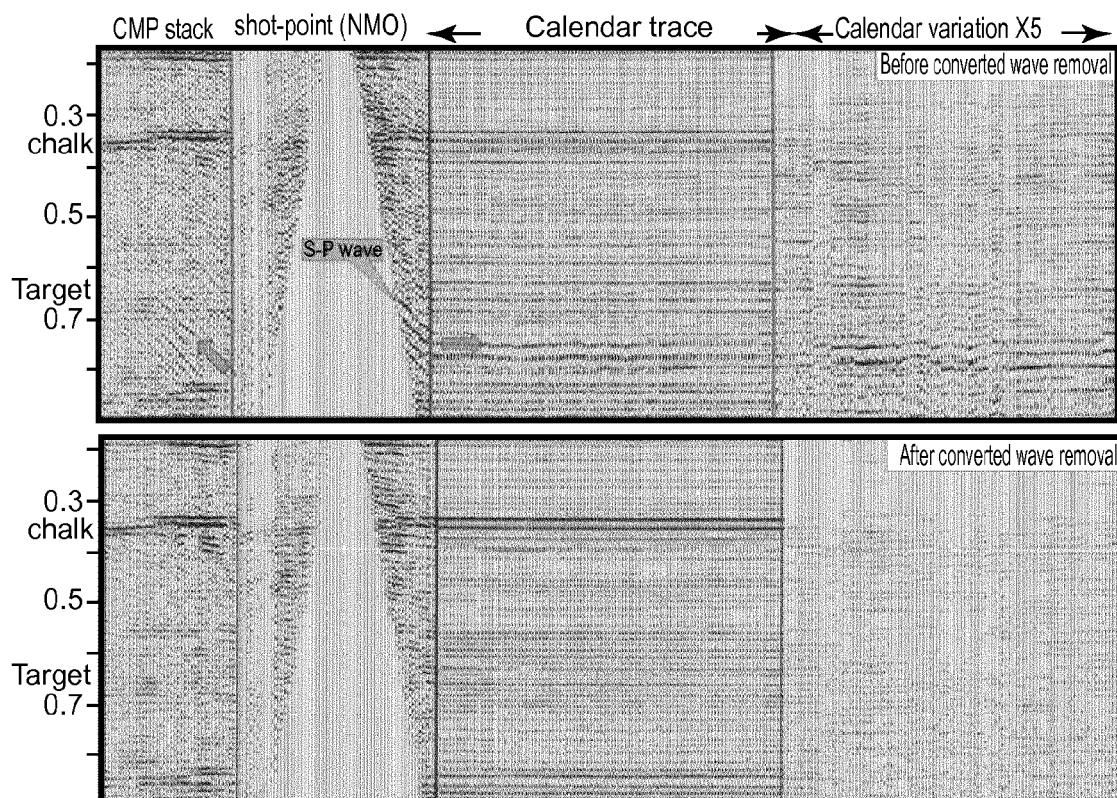 CMP stack shot-point (NMO) Calendar trace Calendar variation X5
Before converted wave removal
0.3
chalk
0.5
S-P wave
Target
0.7
After converted wave removal
0.3
chalk
0.5
Target
0.7